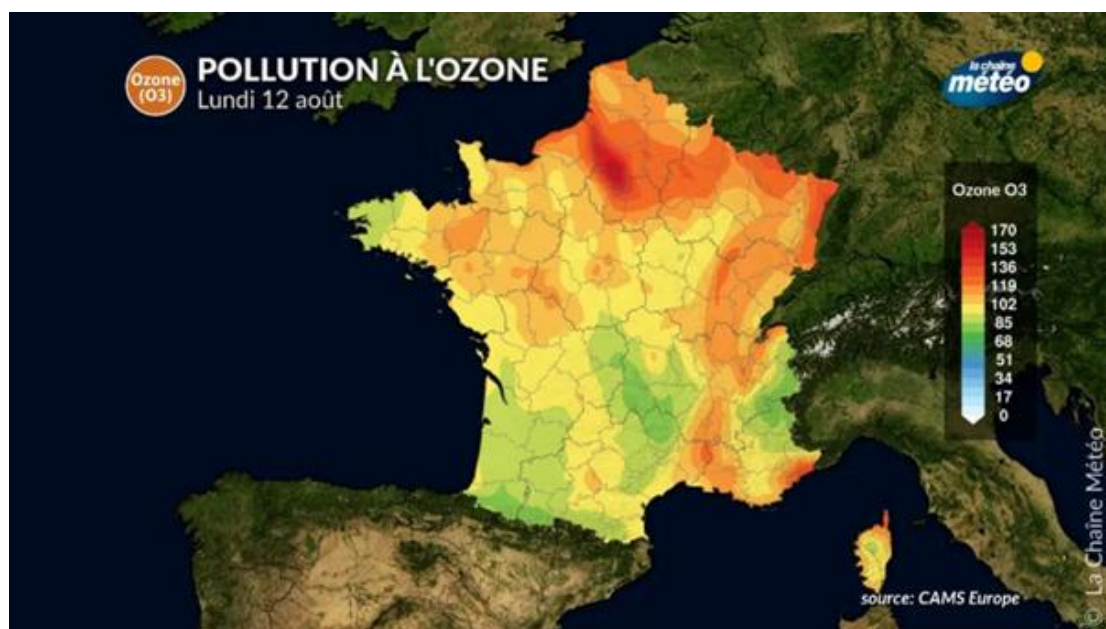 Ozone
(O3)
POLLUTION À L'OZONE
Lundi 12 août
la chaîne
météo
Ozone O3
170
153
136
119
102
85
68
51
34
17
0
source: CAMS Europe
© La Chaîne Météo